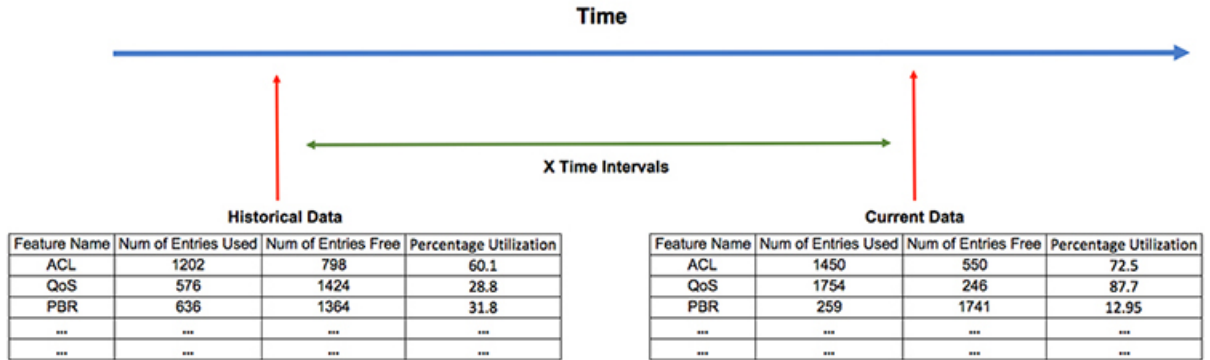 Time
X Time Intervals
Historical Data
Feature Name Num of Entries Used Num of Entries Free Percentage Utilization
ACL 1202 798 60.1
QoS 576 1424 28.8
PBR 636 1364 31.8
... ... ... ...
... ... ... ...
Current Data
Feature Name Num of Entries Used Num of Entries Free Percentage Utilization
ACL 1450 550 72.5
QoS 1754 246 87.7
PBR 259 1741 12.95
... ... ... ...
... ... ... ...